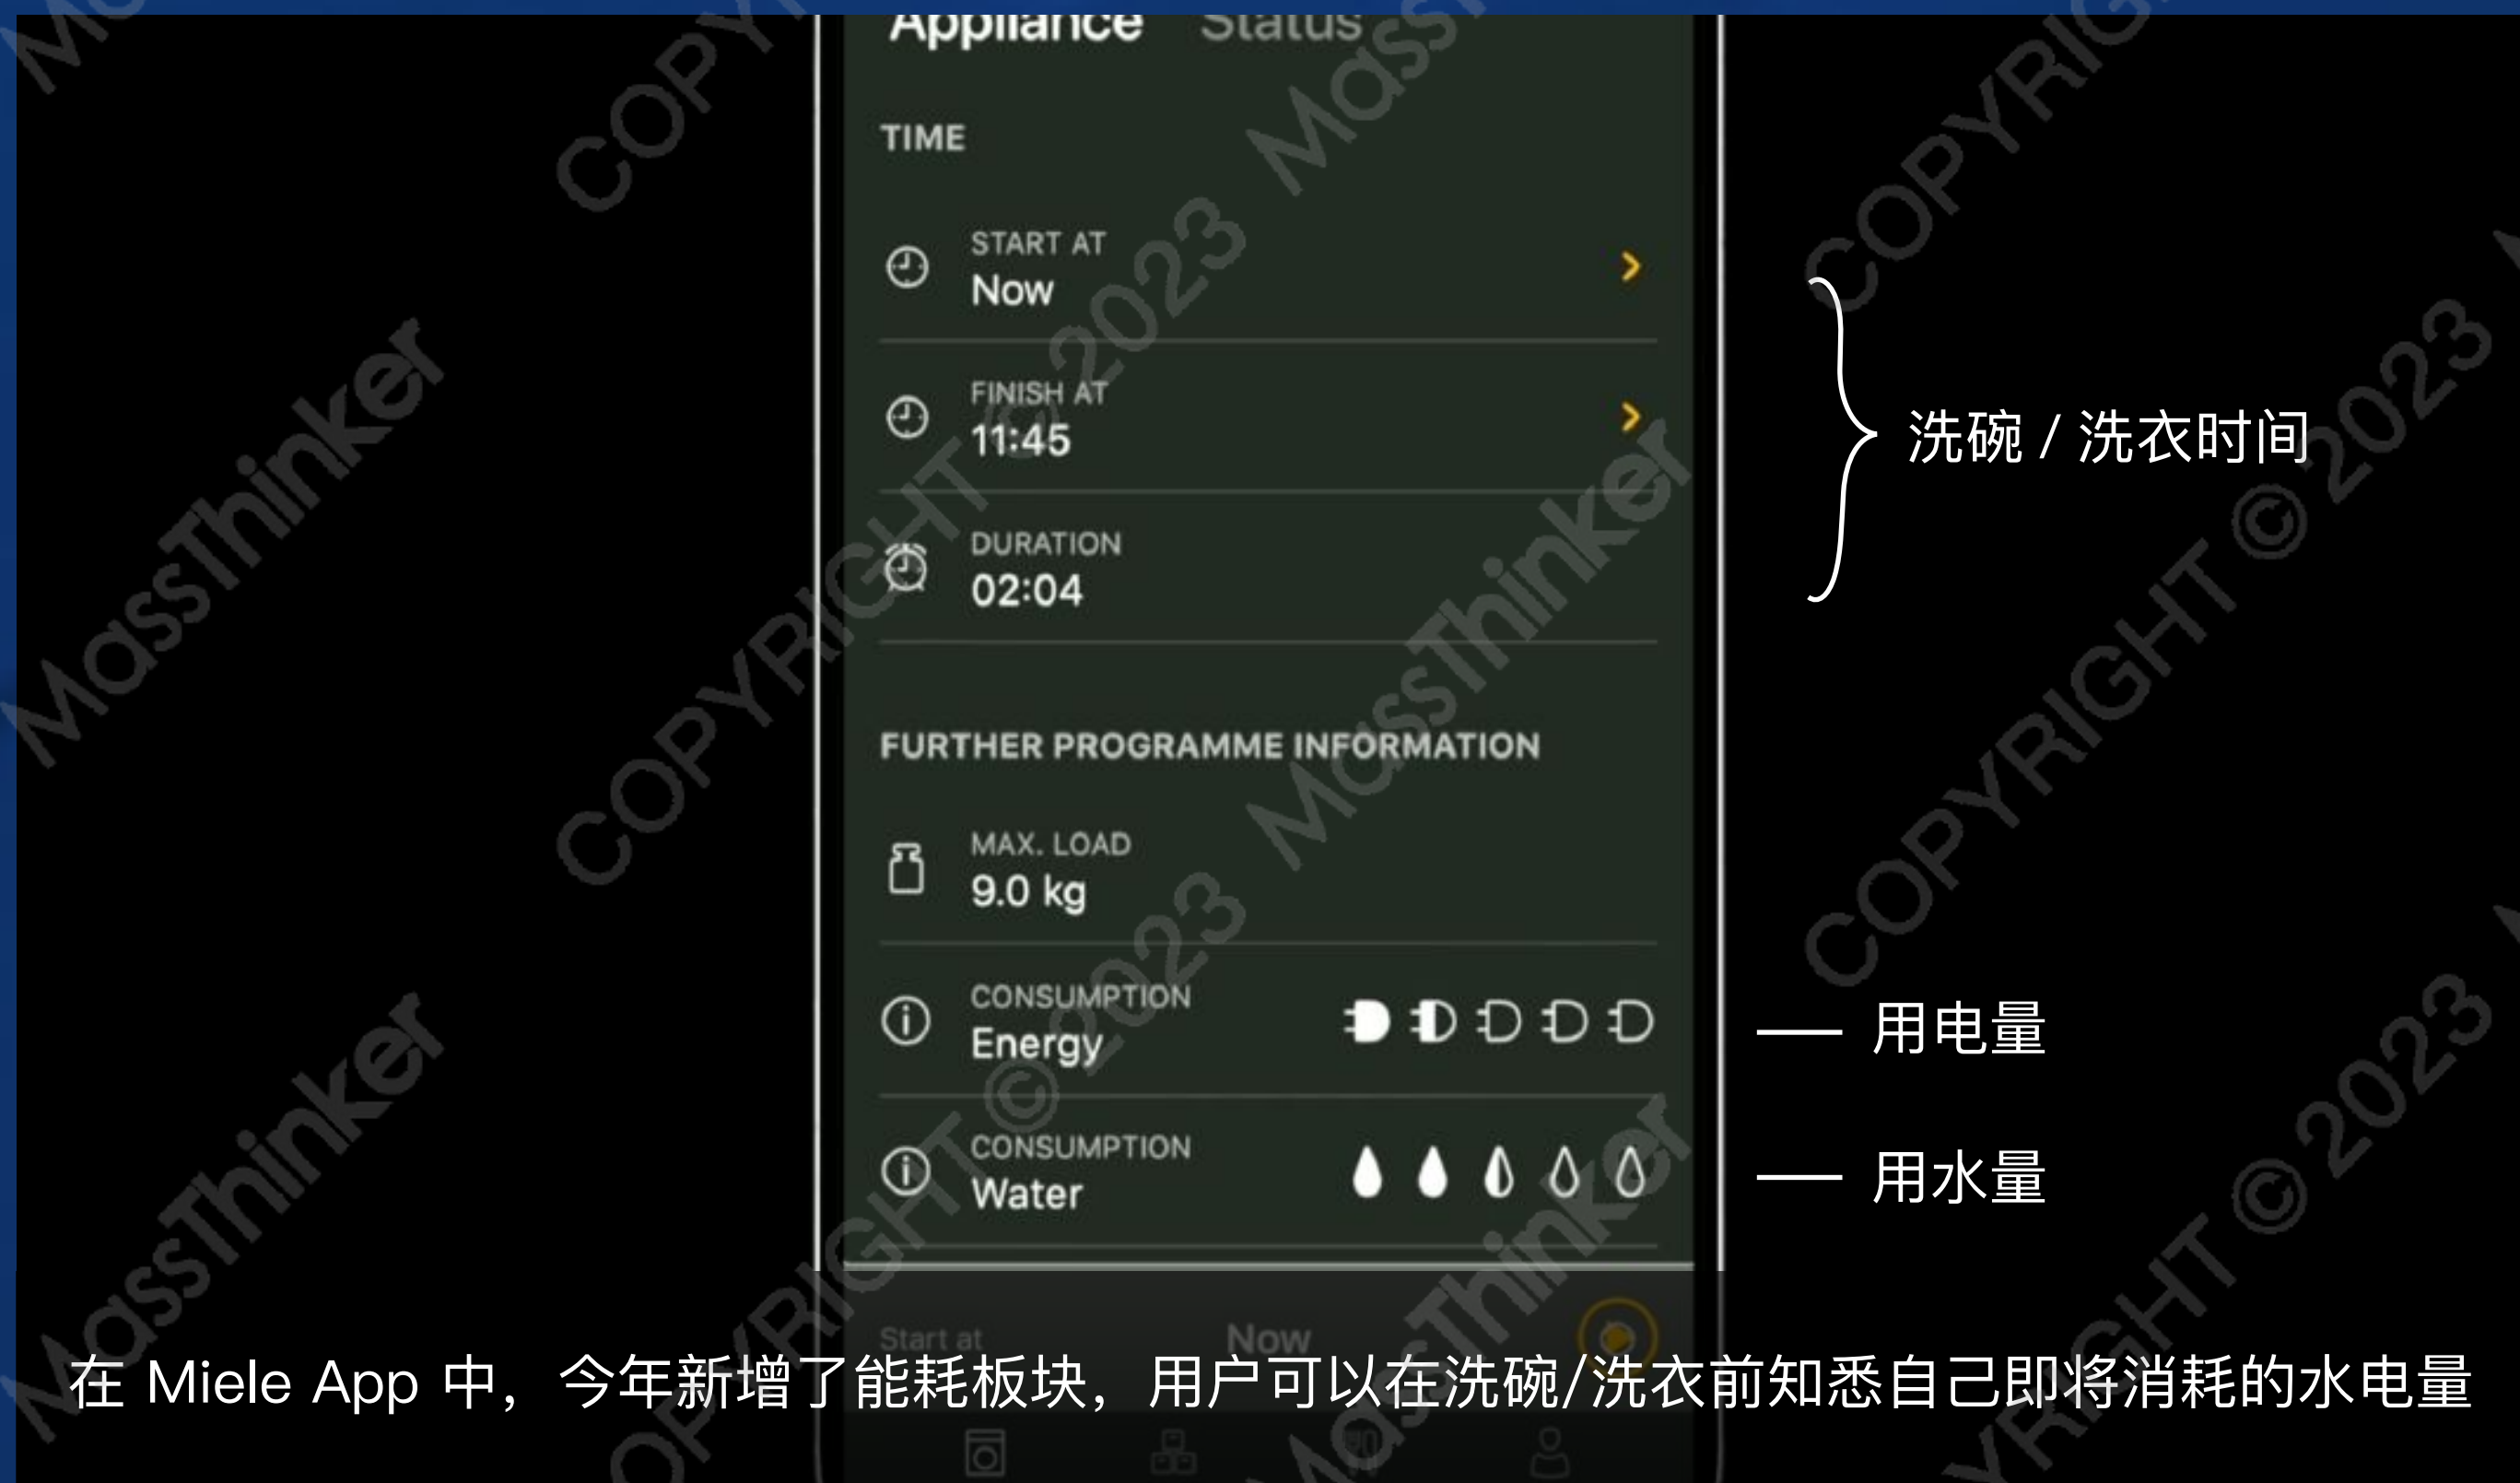 Appliance Status
TIME
START AT
Now
FINISH AT
11:45
DURATION
02:04
洗碗 / 洗衣时间
FURTHER PROGRAMME INFORMATION
MAX. LOAD
9.0 kg
CONSUMPTION
Energy
用电量
CONSUMPTION
Water
用水量
Start at Now
在 Miele App 中，今年新增了能耗板块，用户可以在洗碗/洗衣前知悉自己即将消耗的水电量
COPYRIGHT © 2023 MassThinker